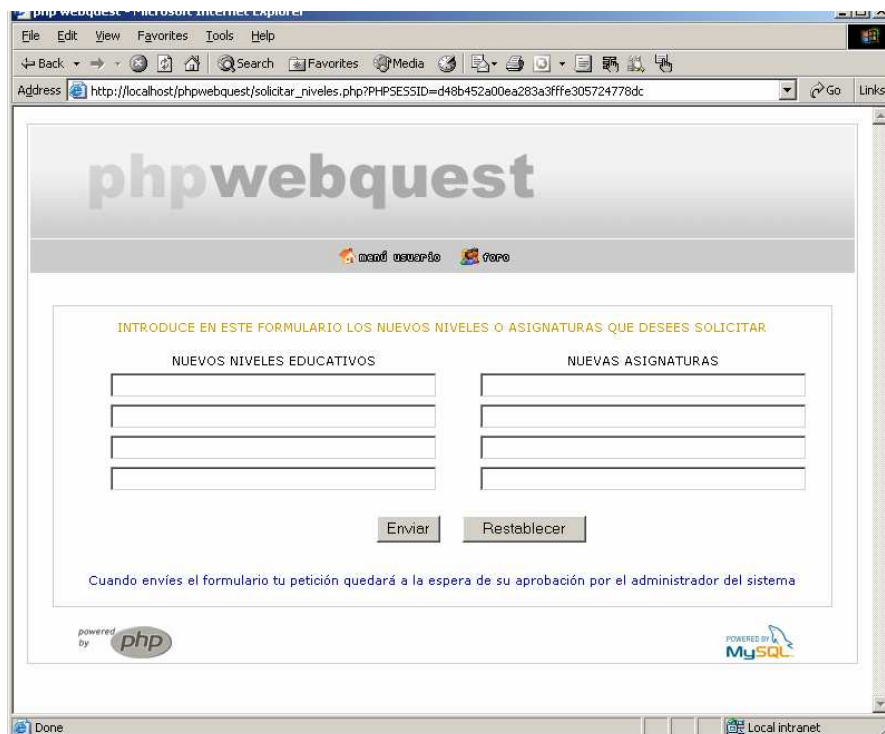 php webquest - Microsoft Internet Explorer
File Edit View Favorites Tools Help
Back Search Favorites Media
Address http://localhost/phpwebquest/solicitar_niveles.php?PHPSESSID=d48b452a00ea283a3fffe305724778dc Go Links
phpwebquest
menú usuario foro
INTRODUCE EN ESTE FORMULARIO LOS NUEVOS NIVELES O ASIGNATURAS QUE DESEES SOLICITAR
NUEVOS NIVELES EDUCATIVOS NUEVAS ASIGNATURAS
Enviar Restablecer
Cuando envíes el formulario tu petición quedará a la espera de su aprobación por el administrador del sistema
powered by php
POWERED BY MySQL
Done Local intranet